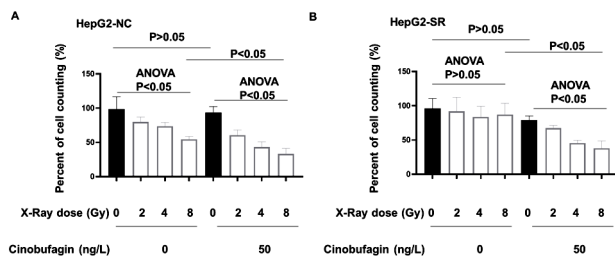 A
HepG2-NC
P>0.05
P<0.05
ANOVA
P<0.05
ANOVA
P<0.05
Percent of cell counting (%)
150
100
50
0
X-Ray dose (Gy) 0 2 4 8 0 2 4 8
Cinobufagin (ng/L) 0 50
B
HepG2-SR
P>0.05
P<0.05
ANOVA
P>0.05
ANOVA
P<0.05
Percent of cell counting (%)
150
100
50
0
X-Ray dose (Gy) 0 2 4 8 0 2 4 8
Cinobufagin (ng/L) 0 50